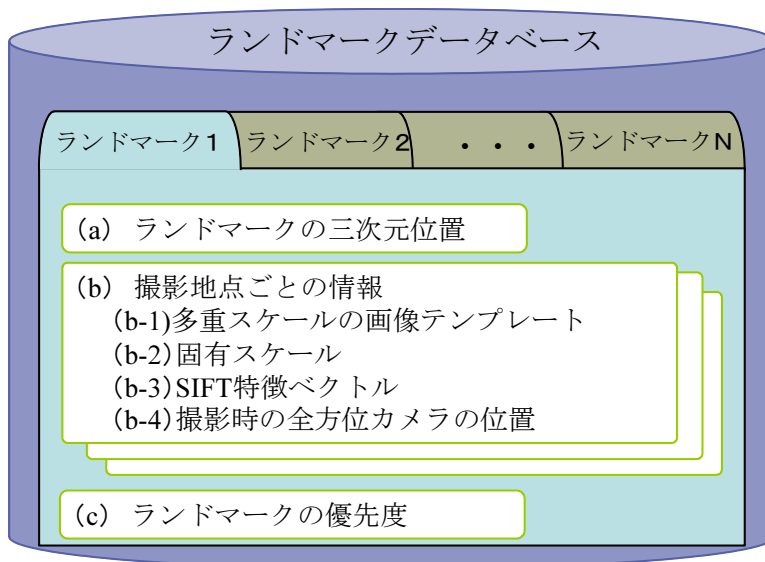 ランドマークデータベース
ランドマーク1 ランドマーク2 ・・・ ランドマークN
(a) ランドマークの三次元位置
(b) 撮影地点ごとの情報
(b-1)多重スケールの画像テンプレート
(b-2)固有スケール
(b-3)SIFT特徴ベクトル
(b-4)撮影時の全方位カメラの位置
(c) ランドマークの優先度